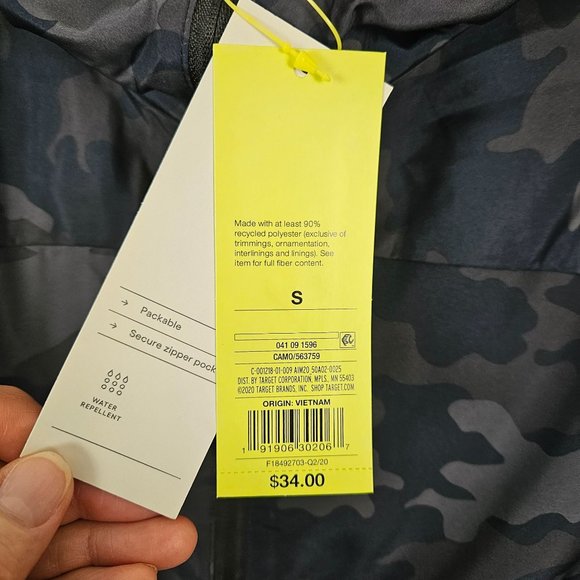 Made with at least 90%
recycled polyester (exclusive of
trimmings, ornamentation,
interlinings and linings). See
item for full fiber content.
S
041 09 1596
CAMO/563759
C-001218-01-009 AIW20_50A02-0025
DIST. BY TARGET CORPORATION, MPLS, MN 55403
©2020 TARGET BRANDS, INC. SHOP TARGET.COM
ORIGIN: VIETNAM
1 91906 30206 7
F18492703-Q2/20
$34.00
→ Packable
→ Secure zipper pock
WATER
REPELLENT